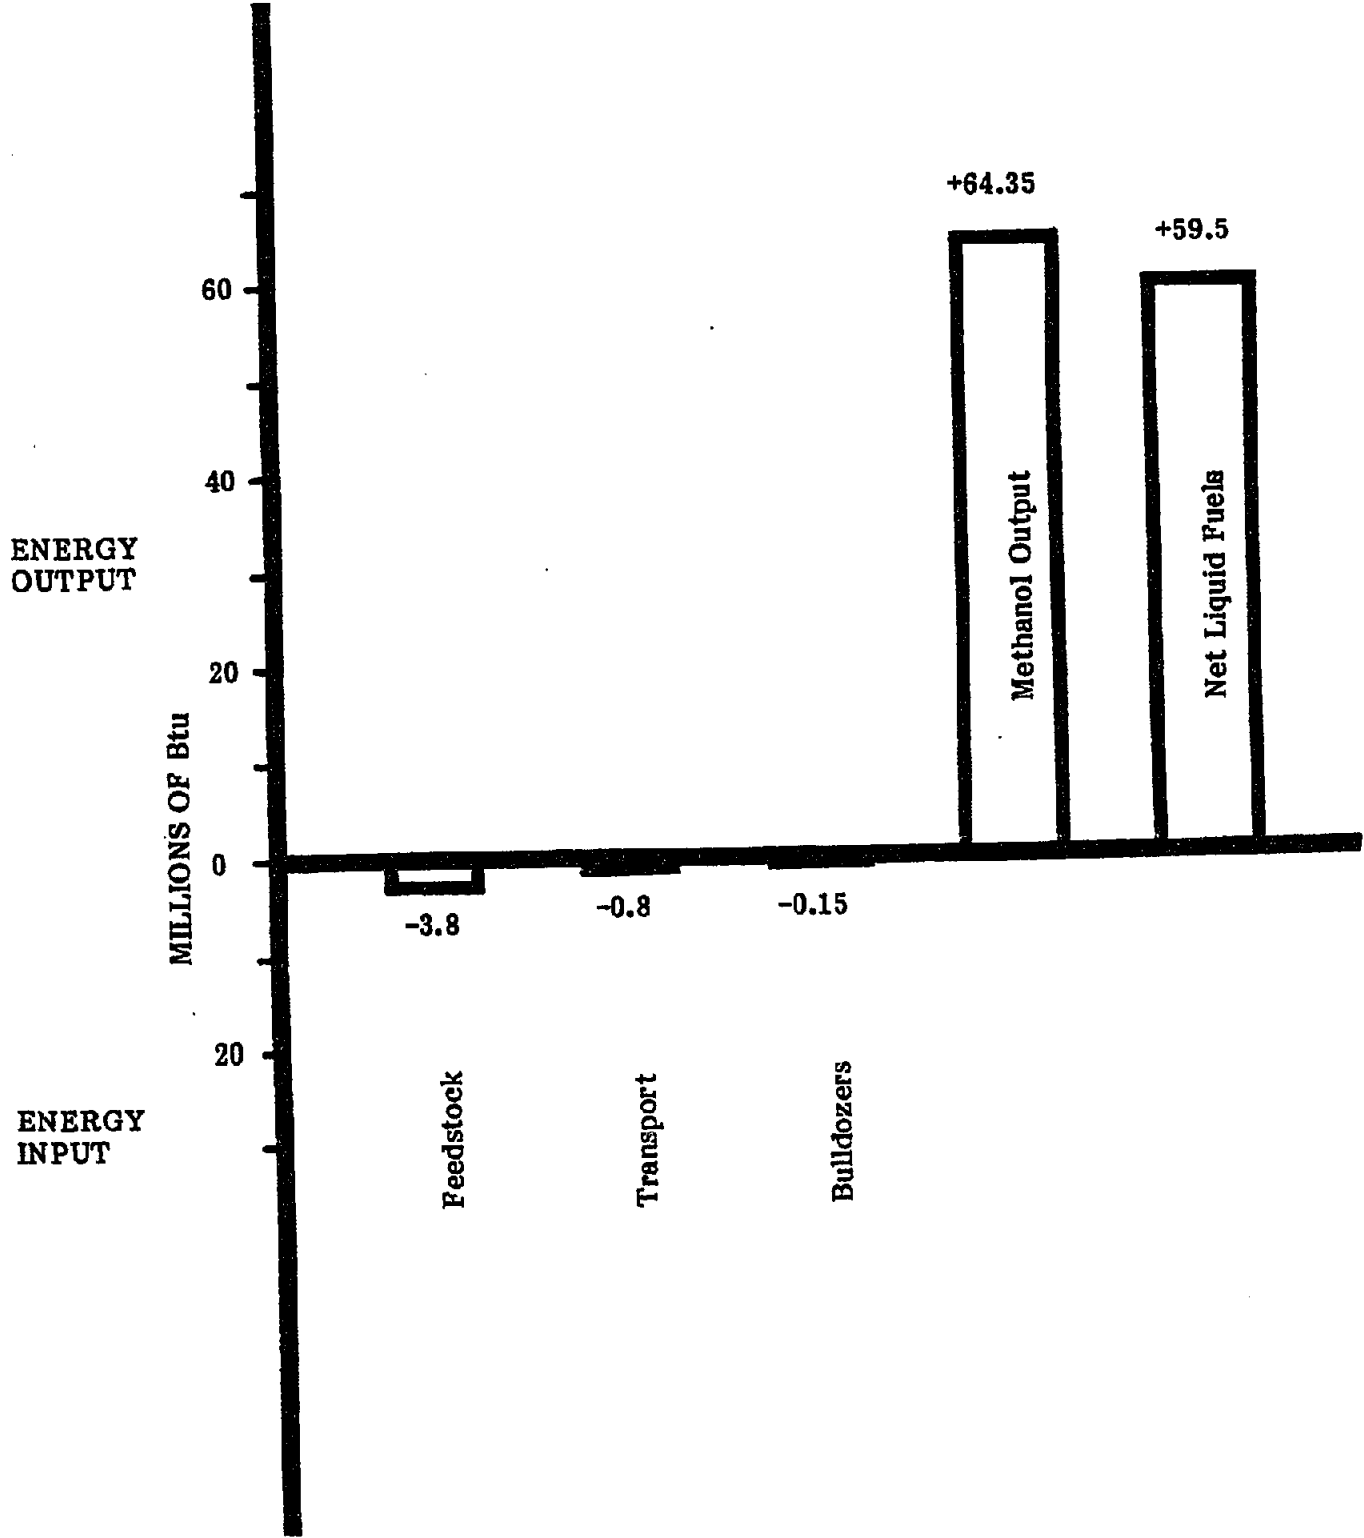 +64.35
+59.5
60
40
ENERGY
OUTPUT
20
MILLIONS OF Btu
0
Methanol Output
Net Liquid Fuels
-3.8
-0.8
-0.15
20
ENERGY
INPUT
Feedstock
Transport
Bulldozers